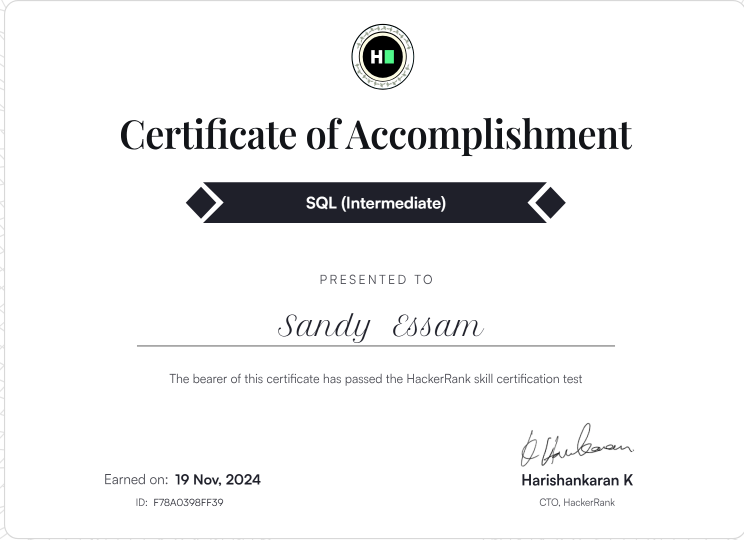 H
Certificate of Accomplishment
SQL (Intermediate)
PRESENTED TO
Sandy Essam
The bearer of this certificate has passed the HackerRank skill certification test
Earned on: 19 Nov, 2024
ID: F78A0398FF39
Harishankaran K
CTO, HackerRank